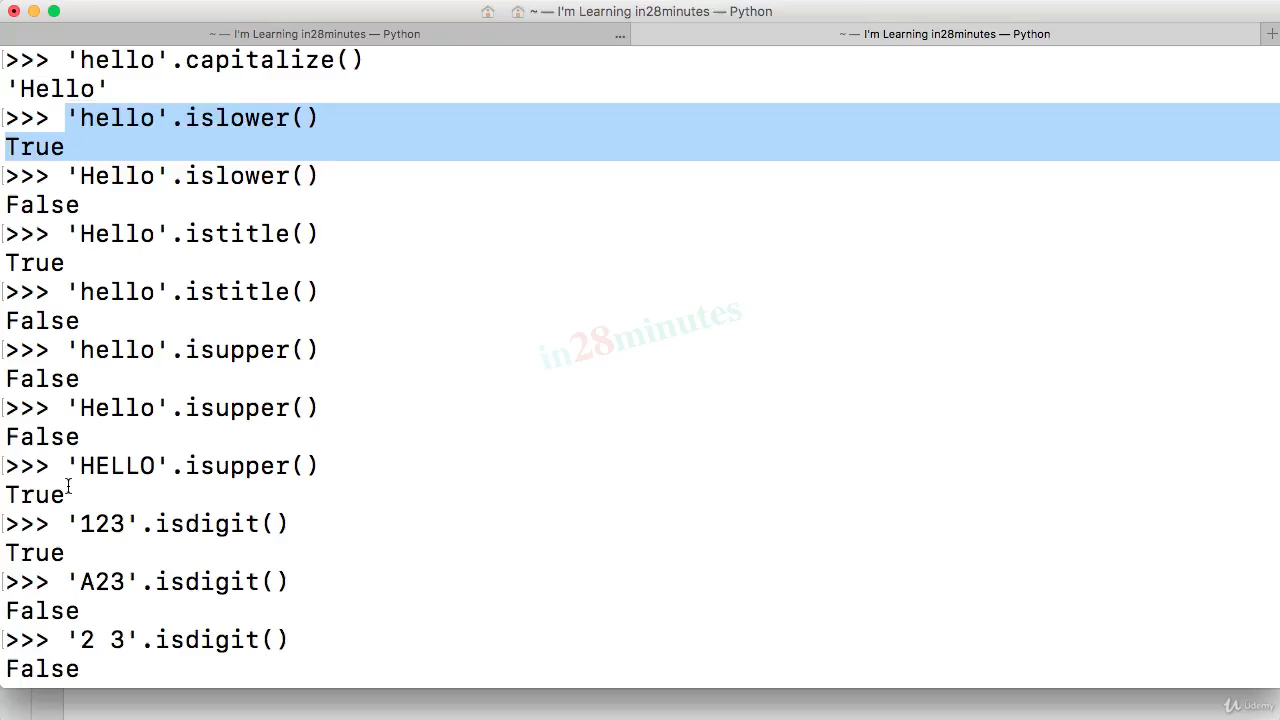 ~ — I'm Learning in28minutes — Python
~ — I'm Learning in28minutes — Python ...
~ — I'm Learning in28minutes — Python +
>>> 'hello'.capitalize()
'Hello'
>>> 'hello'.islower()
True
>>> 'Hello'.islower()
False
>>> 'Hello'.istitle()
True
>>> 'hello'.istitle()
False
>>> 'hello'.isupper()
False
>>> 'Hello'.isupper()
False
>>> 'HELLO'.isupper()
True
>>> '123'.isdigit()
True
>>> 'A23'.isdigit()
False
>>> '2 3'.isdigit()
False
in28minutes
Udemy